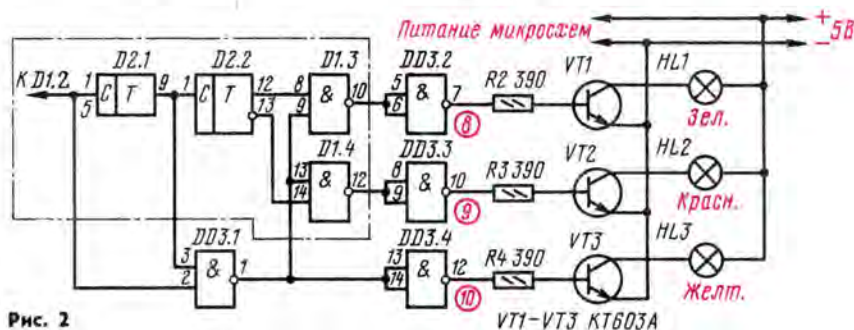 Питание микросхем + 5В −
D2.1 D2.2 D1.3 DD3.2 VT1 HL1
К D1.2 1 5 С Т 9 1 С Т 12 13 8 9 & 10 5 6 & 7 R2 390
8 Зел.
D1.4 DD3.3 VT2 HL2
13 14 & 12 8 9 & 10 R3 390
9 Красн.
DD3.1 DD3.4 VT3 HL3
3 2 & 1 13 14 & 12 R4 390
10 Желт.
Рис. 2 VT1-VT3 КТ603А